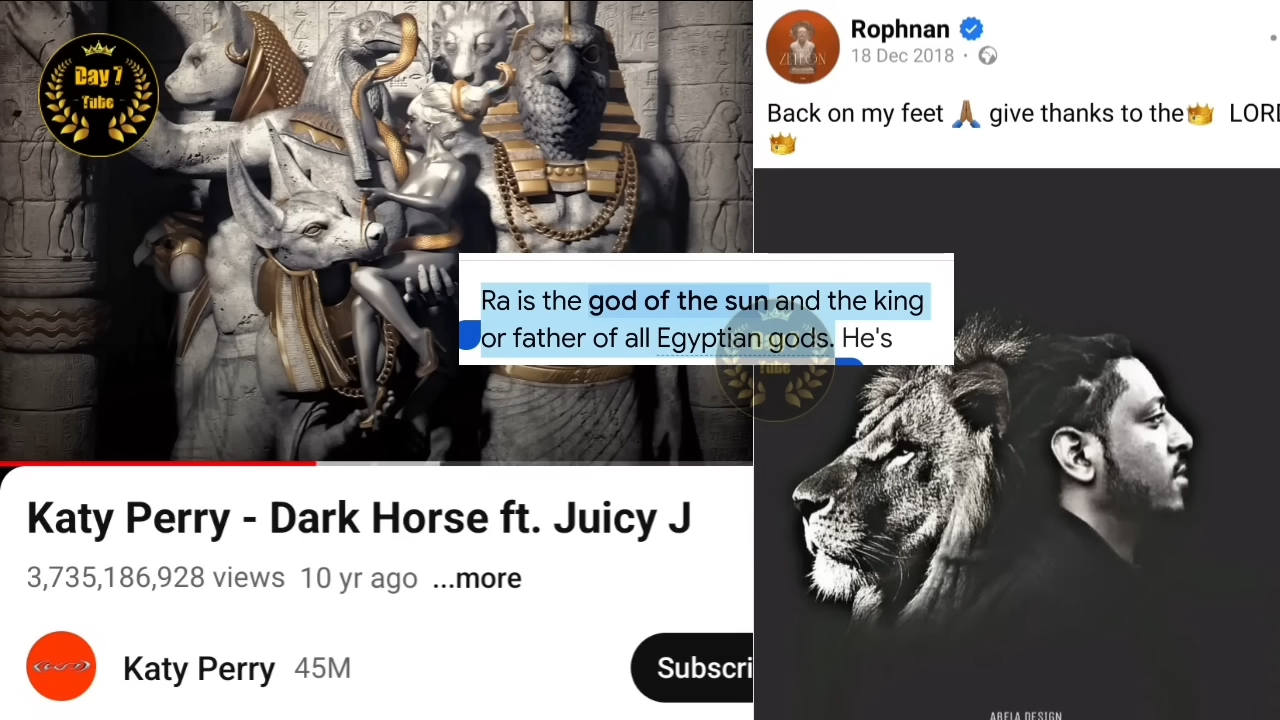 Day 7
Tube
Katy Perry - Dark Horse ft. Juicy J
3,735,186,928 views 10 yr ago ...more
Katy Perry 45M
Subscri
Ra is the god of the sun and the king
or father of all Egyptian gods. He's
Tube
Rophnan
18 Dec 2018 ·
Back on my feet 🙏🏾 give thanks to the👑 LORD
👑
ABELA DESIGN